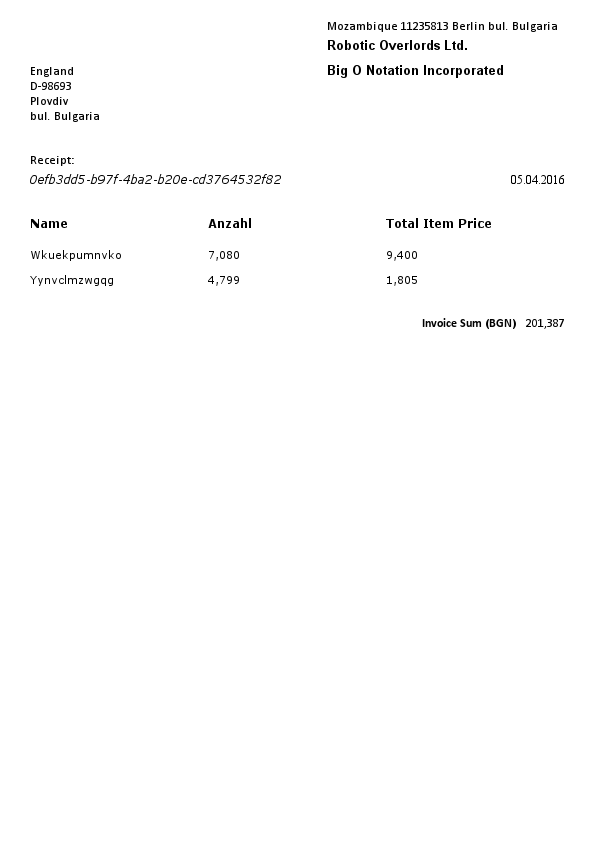 Mozambique 11235813 Berlin bul. Bulgaria
Robotic Overlords Ltd.
Big O Notation Incorporated
England
D-98693
Plovdiv
bul. Bulgaria
Receipt:
0efb3dd5-b97f-4ba2-b20e-cd3764532f82 05.04.2016
Name Anzahl Total Item Price
Wkuekpumnvko 7,080 9,400
Yynvclmzwgqg 4,799 1,805
Invoice Sum (BGN) 201,387